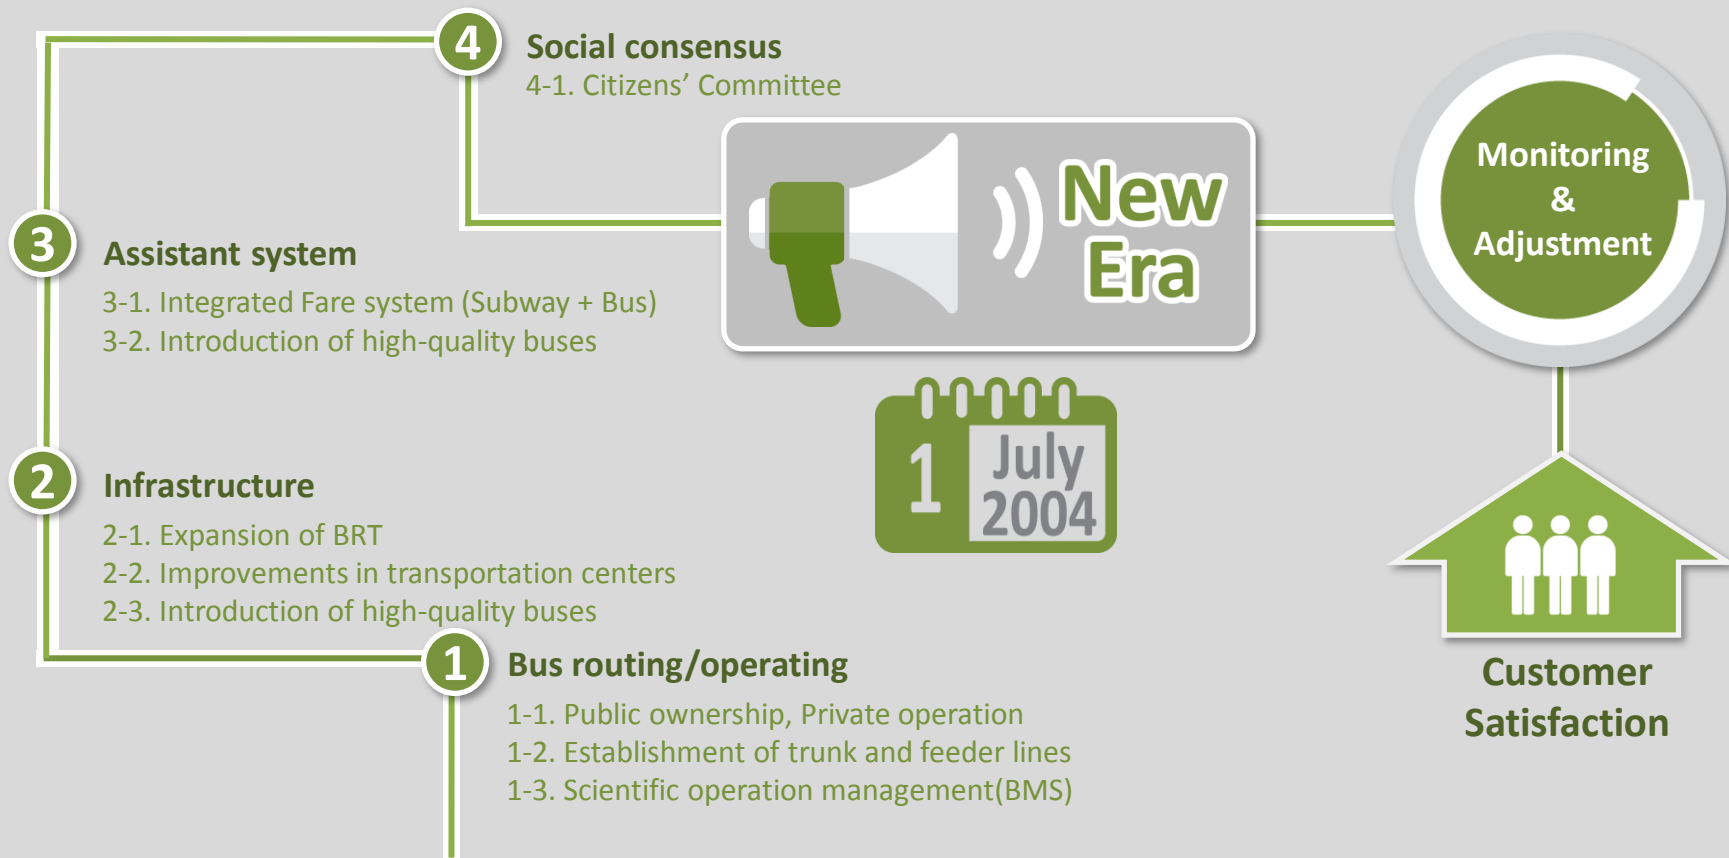 4
Social consensus
4-1. Citizens’ Committee
New
Era
Monitoring
&
Adjustment
3
Assistant system
3-1. Integrated Fare system (Subway + Bus)
3-2. Introduction of high-quality buses
1
July
2004
2
Infrastructure
2-1. Expansion of BRT
2-2. Improvements in transportation centers
2-3. Introduction of high-quality buses
1
Bus routing/operating
1-1. Public ownership, Private operation
1-2. Establishment of trunk and feeder lines
1-3. Scientific operation management(BMS)
Customer
Satisfaction